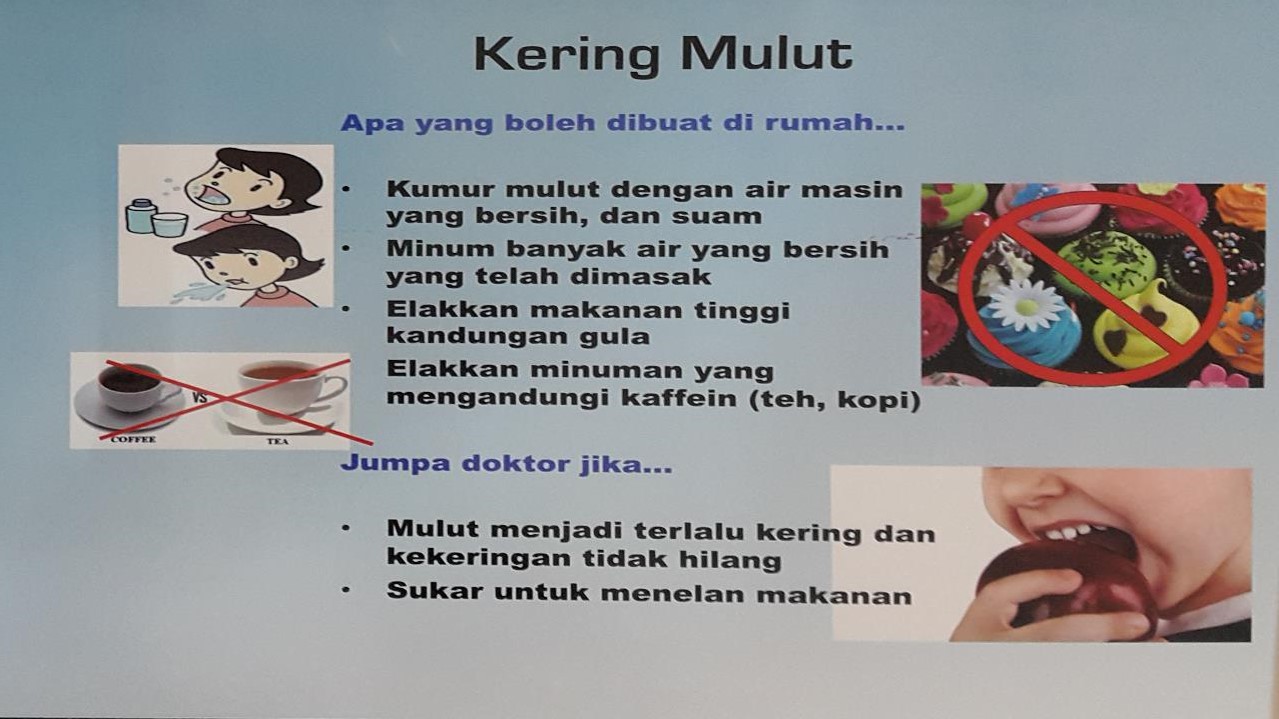 Kering Mulut
Apa yang boleh dibuat di rumah...
• Kumur mulut dengan air masin
yang bersih, dan suam
• Minum banyak air yang bersih
yang telah dimasak
• Elakkan makanan tinggi
kandungan gula
Elakkan minuman yang
mengandungi kaffein (teh, kopi)
VS
COFFEE
TEA
Jumpa doktor jika...
• Mulut menjadi terlalu kering dan
kekeringan tidak hilang
• Sukar untuk menelan makanan